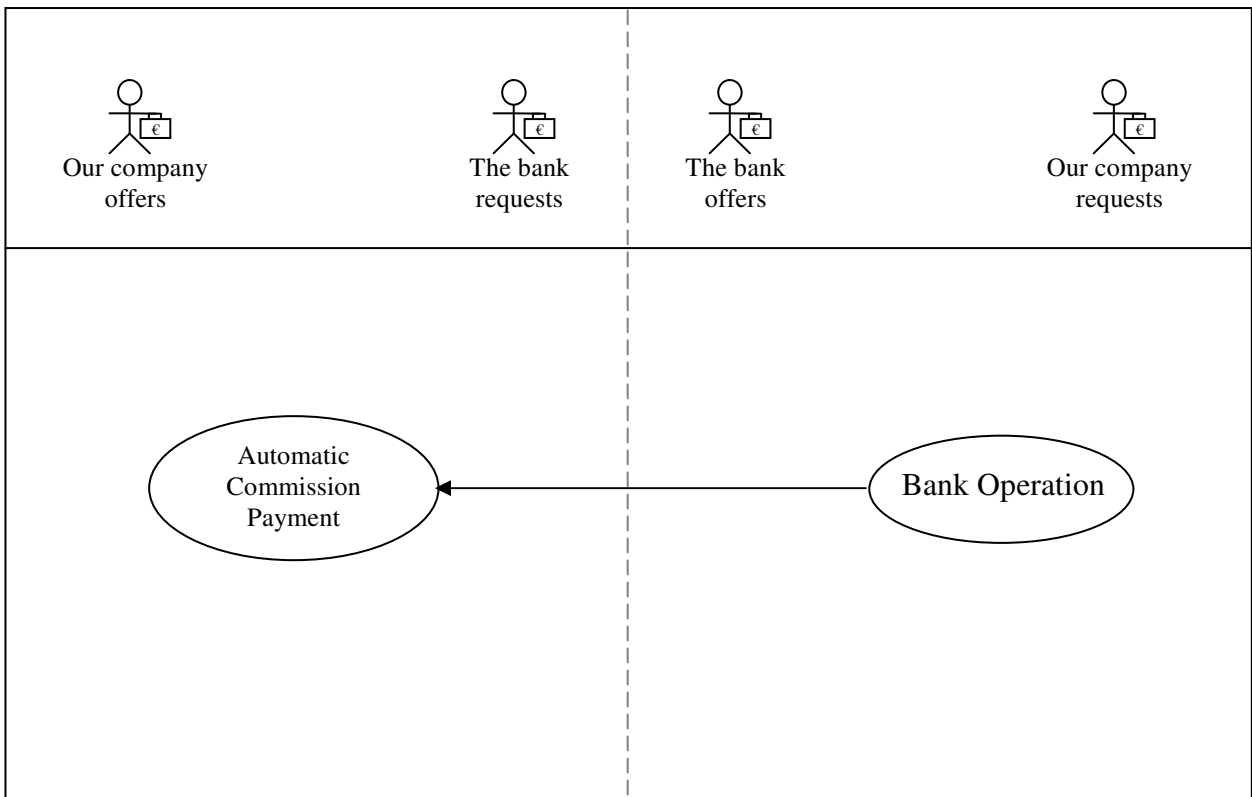 €
€
€
€
Our company
offers
The bank
requests
The bank
offers
Our company
requests
Automatic
Commission
Payment
Bank Operation